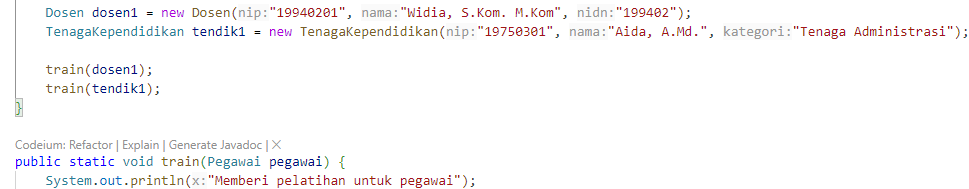 Dosen dosen1 = new Dosen(nip:"19940201", nama:"Widia, S.Kom. M.Kom", nidn:"199402");
TenagaKependidikan tendik1 = new TenagaKependidikan(nip:"19750301", nama:"Aida, A.Md.", kategori:"Tenaga Administrasi");
train(dosen1);
train(tendik1);
}
Codeium: Refactor | Explain | Generate Javadoc | ×
public static void train(Pegawai pegawai) {
System.out.println(x:"Memberi pelatihan untuk pegawai");